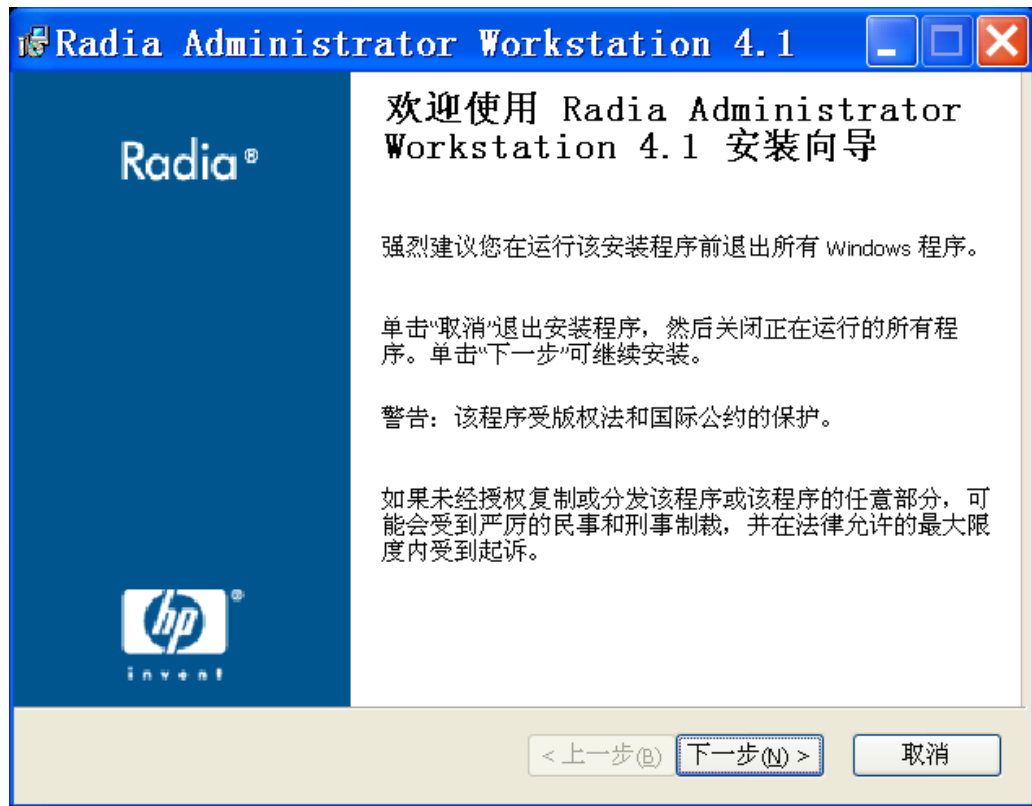 Radia Administrator Workstation 4.1
Radia®
欢迎使用 Radia Administrator
Workstation 4.1 安装向导
强烈建议您在运行该安装程序前退出所有 Windows 程序。
单击“取消”退出安装程序，然后关闭正在运行的所有程
序。单击“下一步”可继续安装。
警告：该程序受版权法和国际公约的保护。
如果未经授权复制或分发该程序或该程序的任意部分，可
能会受到严厉的民事和刑事制裁，并在法律允许的最大限
度内受到起诉。
hp®
invent
<上一步(B)
下一步(N)>
取消